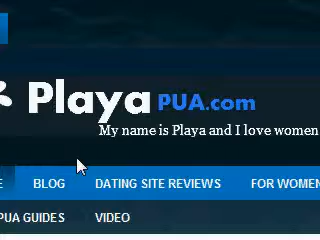 Playa PUA.com
My name is Playa and I love women
BLOG DATING SITE REVIEWS FOR WOMEN
PUA GUIDES VIDEO